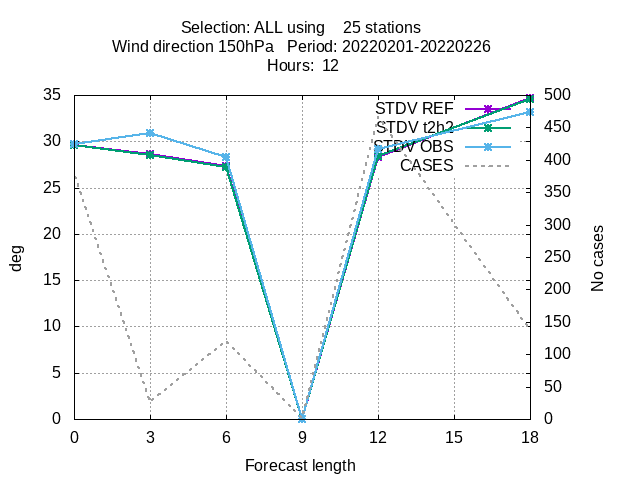 Selection: ALL using    25 stations
Wind direction 150hPa   Period: 20220201-20220226
Hours:  12
35
30
25
20
15
10
5
0
deg
500
450
400
350
300
250
200
150
100
50
0
No cases
STDV REF
STDV t2h2
STDV OBS
CASES
0 3 6 9 12 15 18
Forecast length